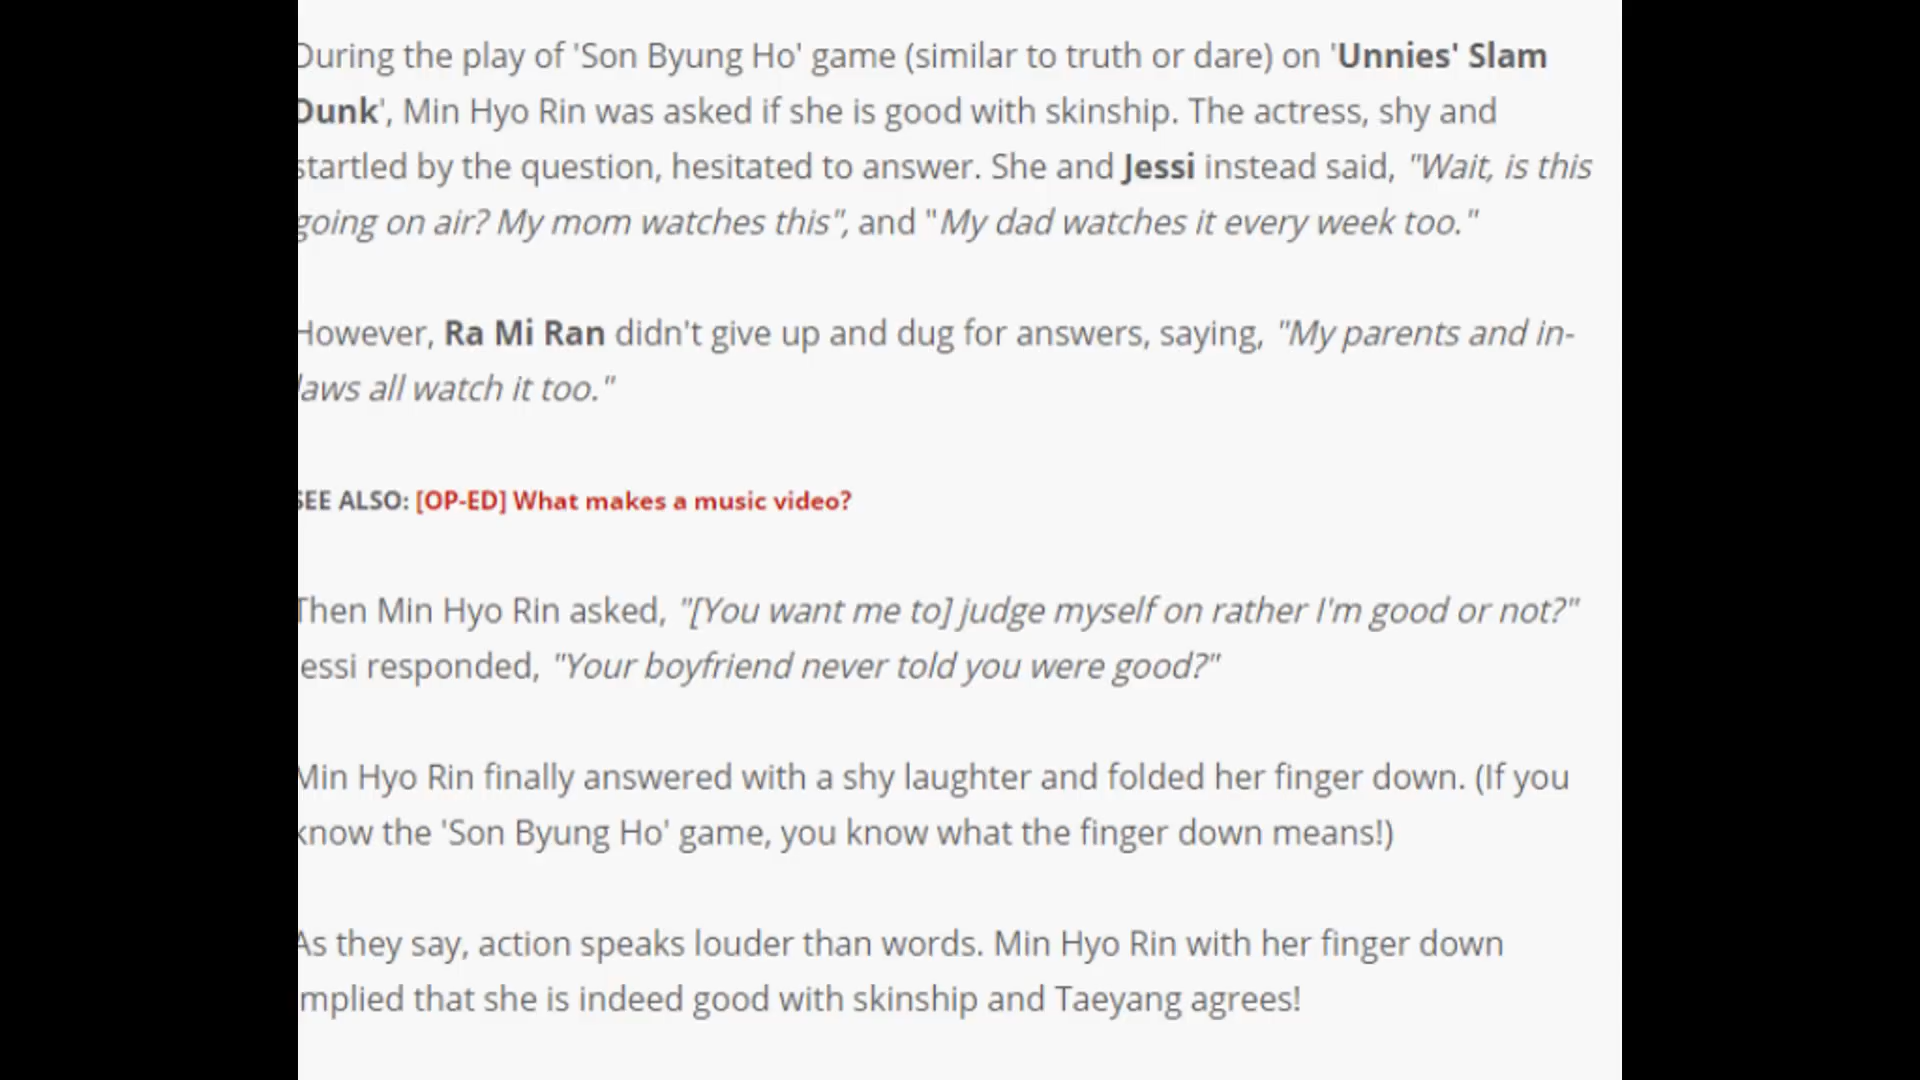 During the play of 'Son Byung Ho' game (similar to truth or dare) on 'Unnies' Slam
Dunk', Min Hyo Rin was asked if she is good with skinship. The actress, shy and
startled by the question, hesitated to answer. She and Jessi instead said, "Wait, is this
going on air? My mom watches this", and "My dad watches it every week too."
However, Ra Mi Ran didn't give up and dug for answers, saying, "My parents and in-
laws all watch it too."
SEE ALSO: [OP-ED] What makes a music video?
Then Min Hyo Rin asked, "[You want me to] judge myself on rather I'm good or not?"
essi responded, "Your boyfriend never told you were good?"
Min Hyo Rin finally answered with a shy laughter and folded her finger down. (If you
know the 'Son Byung Ho' game, you know what the finger down means!)
As they say, action speaks louder than words. Min Hyo Rin with her finger down
mplied that she is indeed good with skinship and Taeyang agrees!